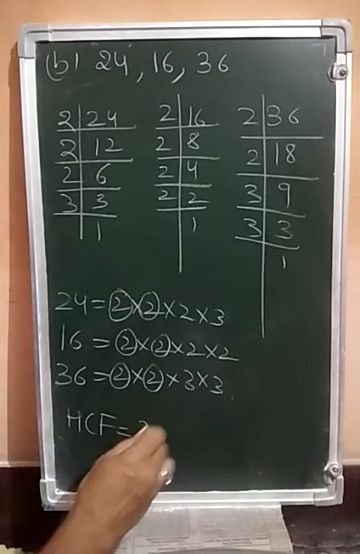 (b) 24, 16, 36
2 | 24
2 | 12
2 | 6
3 | 3
1
2 | 16
2 | 8
2 | 4
2 | 2
1
2 | 36
2 | 18
3 | 9
3 | 3
1
24 = 2 × 2 × 2 × 3
16 = 2 × 2 × 2 × 2
36 = 2 × 2 × 3 × 3
HCF =